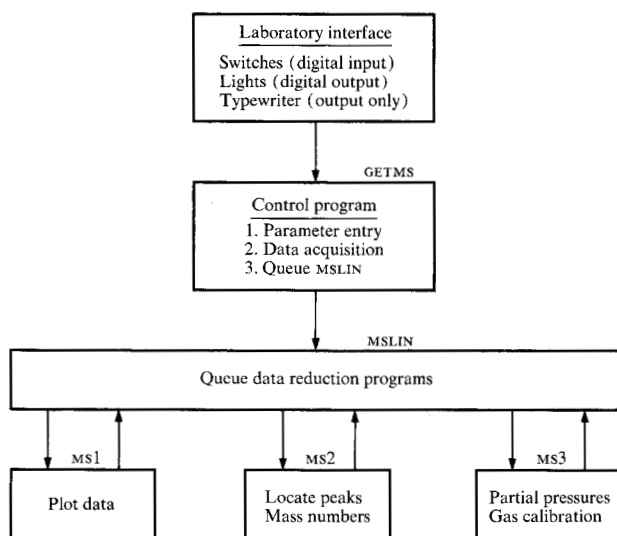 Laboratory interface
Switches (digital input)
Lights (digital output)
Typewriter (output only)
GETMS
Control program
1. Parameter entry
2. Data acquisition
3. Queue MSLIN
MSLIN
Queue data reduction programs
MS1
MS2
MS3
Plot data
Locate peaks
Mass numbers
Partial pressures
Gas calibration